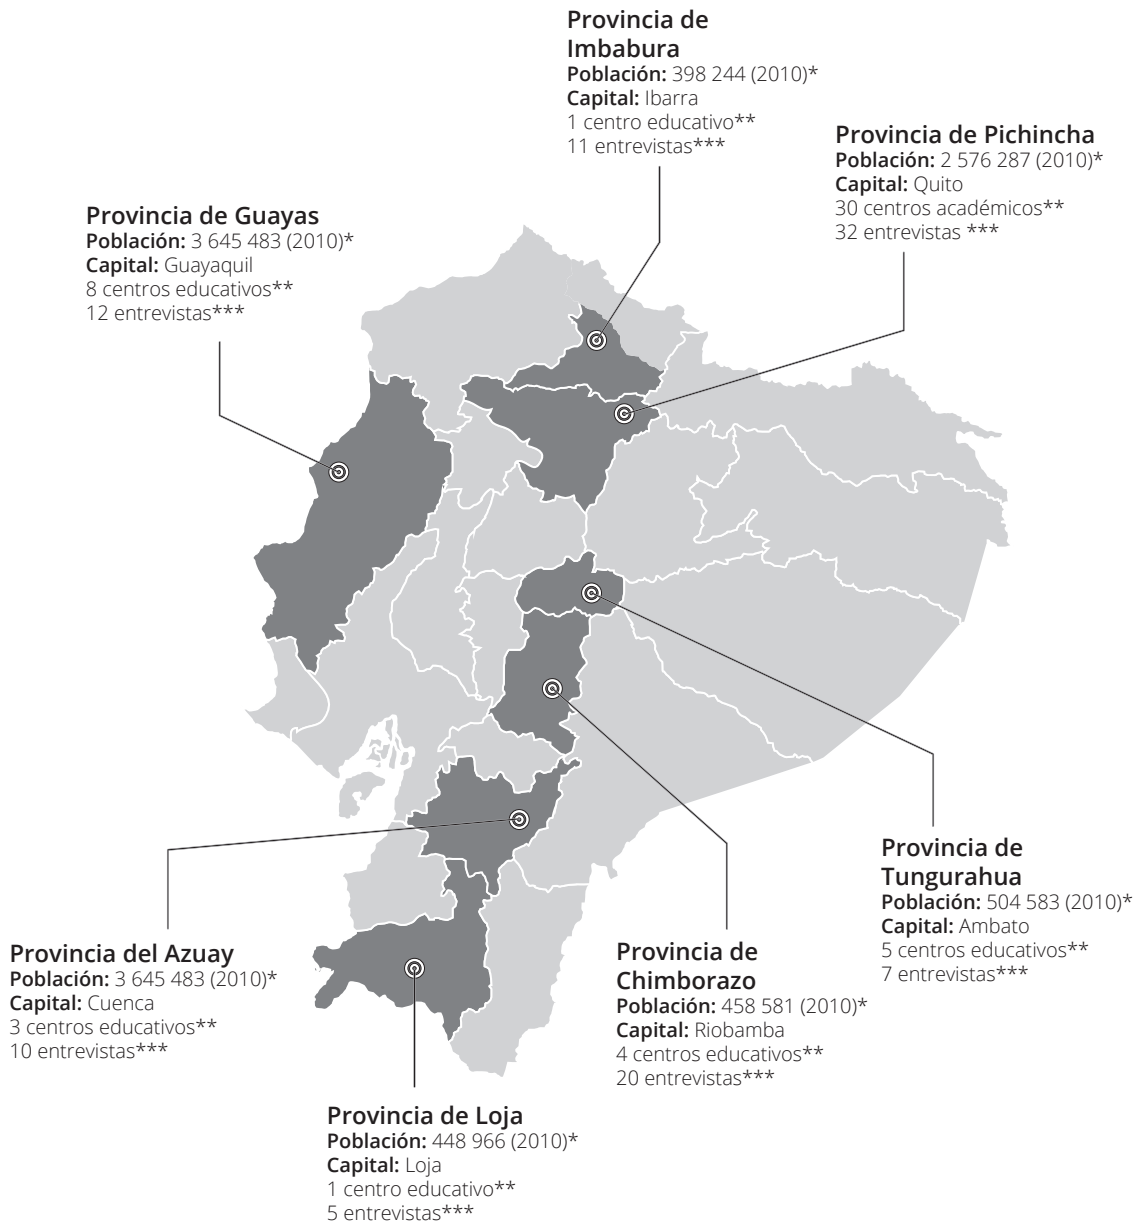 Provincia de
Imbabura
Población: 398 244 (2010)*
Capital: Ibarra
1 centro educativo**
11 entrevistas***
Provincia de Pichincha
Población: 2 576 287 (2010)*
Capital: Quito
30 centros académicos**
32 entrevistas ***
Provincia de Guayas
Población: 3 645 483 (2010)*
Capital: Guayaquil
8 centros educativos**
12 entrevistas***
Provincia de
Tungurahua
Población: 504 583 (2010)*
Capital: Ambato
5 centros educativos**
7 entrevistas***
Provincia del Azuay
Población: 3 645 483 (2010)*
Capital: Cuenca
3 centros educativos**
10 entrevistas***
Provincia de
Chimborazo
Población: 458 581 (2010)*
Capital: Riobamba
4 centros educativos**
20 entrevistas***
Provincia de Loja
Población: 448 966 (2010)*
Capital: Loja
1 centro educativo**
5 entrevistas***